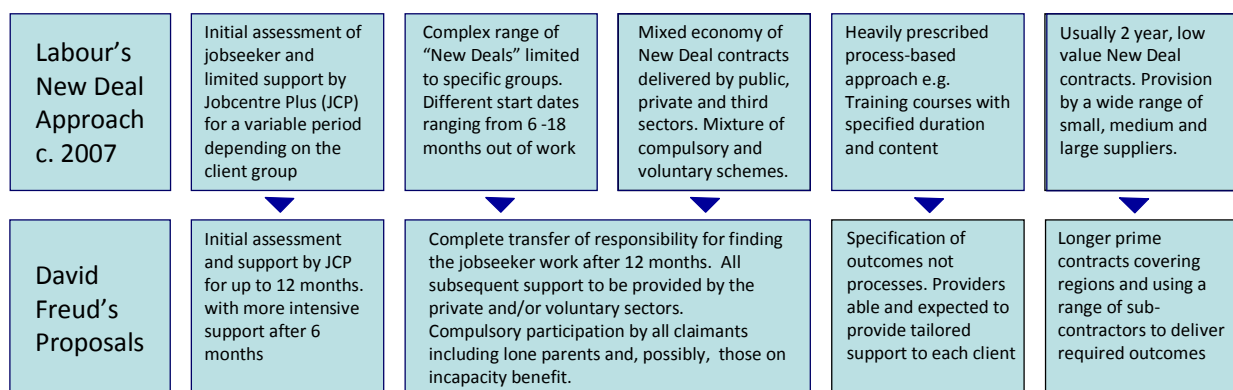 Labour's
New Deal
Approach
c. 2007
Initial assessment of
jobseeker and
limited support by
Jobcentre Plus (JCP)
for a variable period
depending on the
client group
Complex range of
“New Deals” limited
to specific groups.
Different start dates
ranging from 6 -18
months out of work
Mixed economy of
New Deal contracts
delivered by public,
private and third
sectors. Mixture of
compulsory and
voluntary schemes.
Heavily prescribed
process-based
approach e.g.
Training courses with
specified duration
and content
Usually 2 year, low
value New Deal
contracts. Provision
by a wide range of
small, medium and
large suppliers.
David
Freud's
Proposals
Initial assessment
and support by JCP
for up to 12 months.
with more intensive
support after 6
months
Complete transfer of responsibility for finding
the jobseeker work after 12 months. All
subsequent support to be provided by the
private and/or voluntary sectors.
Compulsory participation by all claimants
including lone parents and, possibly, those on
incapacity benefit.
Specification of
outcomes not
processes. Providers
able and expected to
provide tailored
support to each client
Longer prime
contracts covering
regions and using a
range of sub-
contractors to deliver
required outcomes